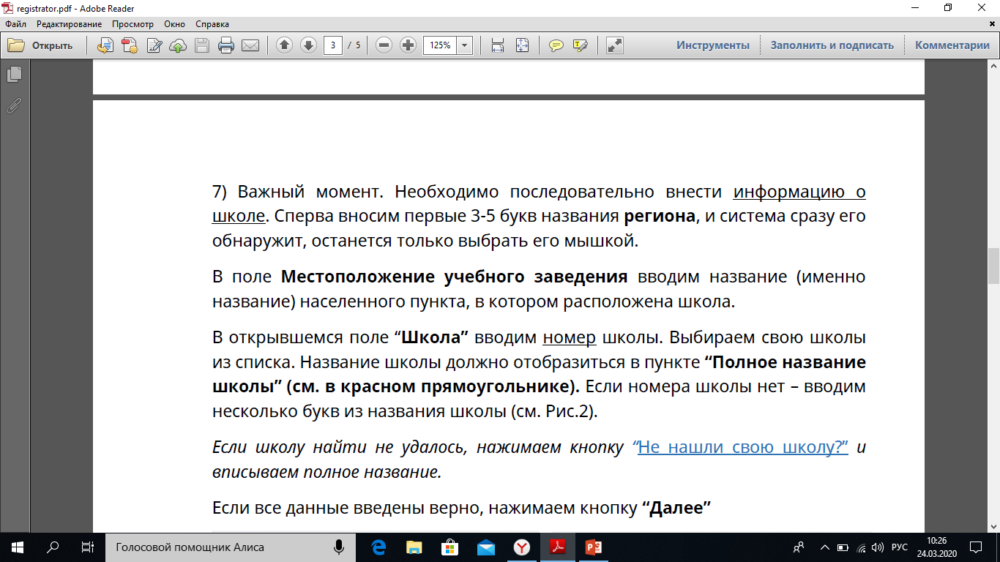 registrator.pdf - Adobe Reader
Файл Редактирование Просмотр Окно Справка
Открыть 3 / 5 125% Инструменты Заполнить и подписать Комментарии
7) Важный момент. Необходимо последовательно внести информацию о
школе. Сперва вносим первые 3-5 букв названия региона, и система сразу его
обнаружит, останется только выбрать его мышкой.
В поле Местоположение учебного заведения вводим название (именно
название) населенного пункта, в котором расположена школа.
В открывшемся поле “Школа” вводим номер школы. Выбираем свою школы
из списка. Название школы должно отобразиться в пункте “Полное название
школы” (см. в красном прямоугольнике). Если номера школы нет – вводим
несколько букв из названия школы (см. Рис.2).
Если школу найти не удалось, нажимаем кнопку “Не нашли свою школу?” и
вписываем полное название.
Если все данные введены верно, нажимаем кнопку “Далее”
Голосовой помощник Алиса РУС 10:26
24.03.2020